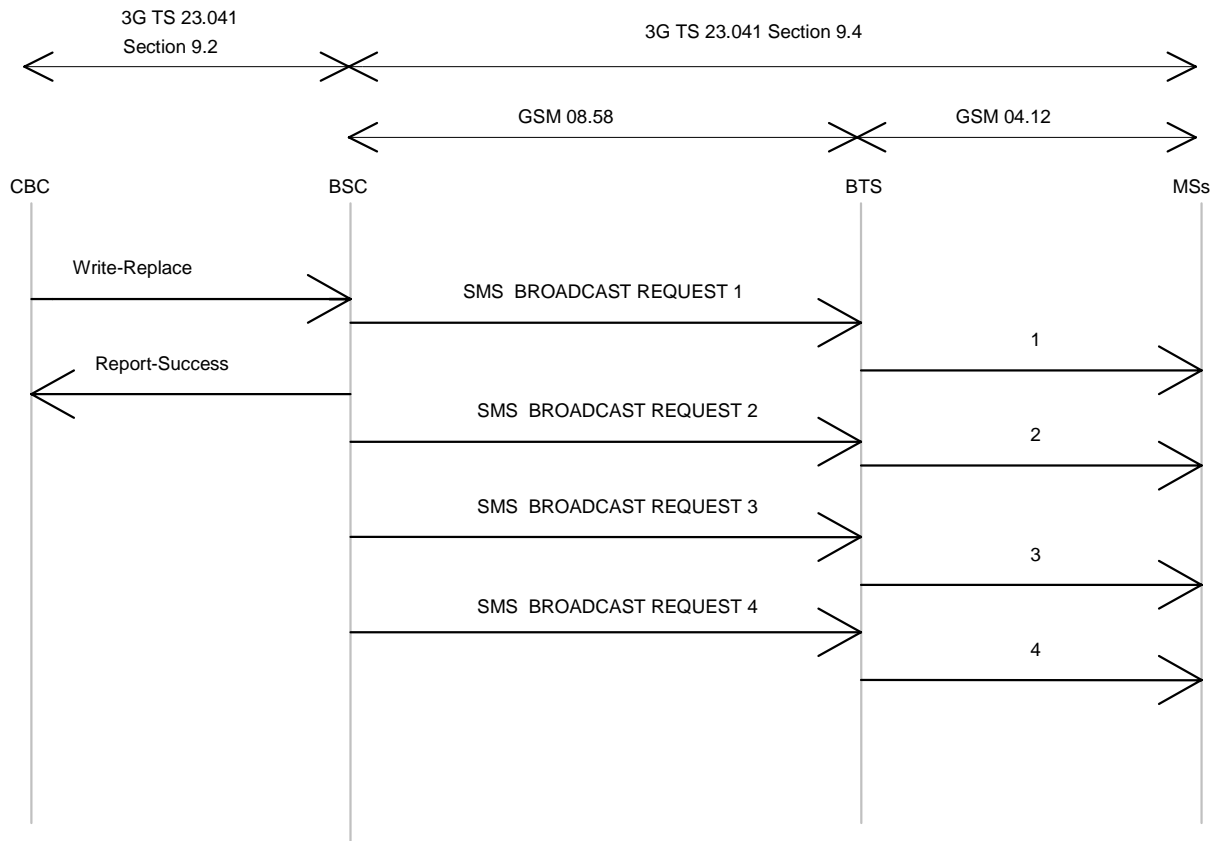 3G TS 23.041
Section 9.2
3G TS 23.041 Section 9.4
GSM 08.58
GSM 04.12
CBC
BSC
BTS
MSs
Write-Replace
SMS BROADCAST REQUEST 1
1
Report-Success
SMS BROADCAST REQUEST 2
2
SMS BROADCAST REQUEST 3
3
SMS BROADCAST REQUEST 4
4